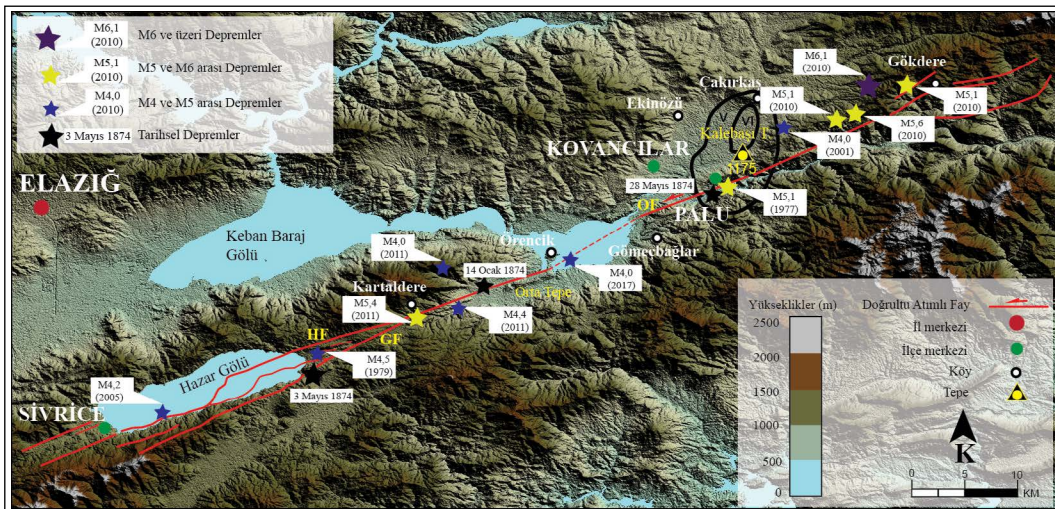 M6,1
(2010)
M6 ve üzeri Depremler
M5,1
(2010)
M5 ve M6 arası Depremler
M4,0
(2010)
M4 ve M5 arası Depremler
3 Mayıs 1874
Tarihsel Depremler
M6,1
(2010)
Gökdere
Çakırkaş
M5,1
(2010)
M5,1
(2010)
Ekinözü
V
VI
Kalebaşı T.
M5,6
(2010)
M4,0
(2001)
KOVANCILAR
N75
ELAZIĞ
28 Mayıs 1874
M5,1
(1977)
PALU
OF
Keban Baraj
Gölü
M4,0
(2011)
Örencik
Gömeçbağlar
14 Ocak 1874
M4,0
(2017)
Kartaldere
Orta Tepe
M5,4
(2011)
M4,4
(2011)
HF
GF
M4,5
(1979)
Hazar Gölü
M4,2
(2005)
3 Mayıs 1874
SİVRİCE
Yükseklikler (m)
2500
2000
1500
1000
500
0
Doğrultu Atımlı Fay
İl merkezi
İlçe merkezi
Köy
Tepe
K
0 5 10
KM